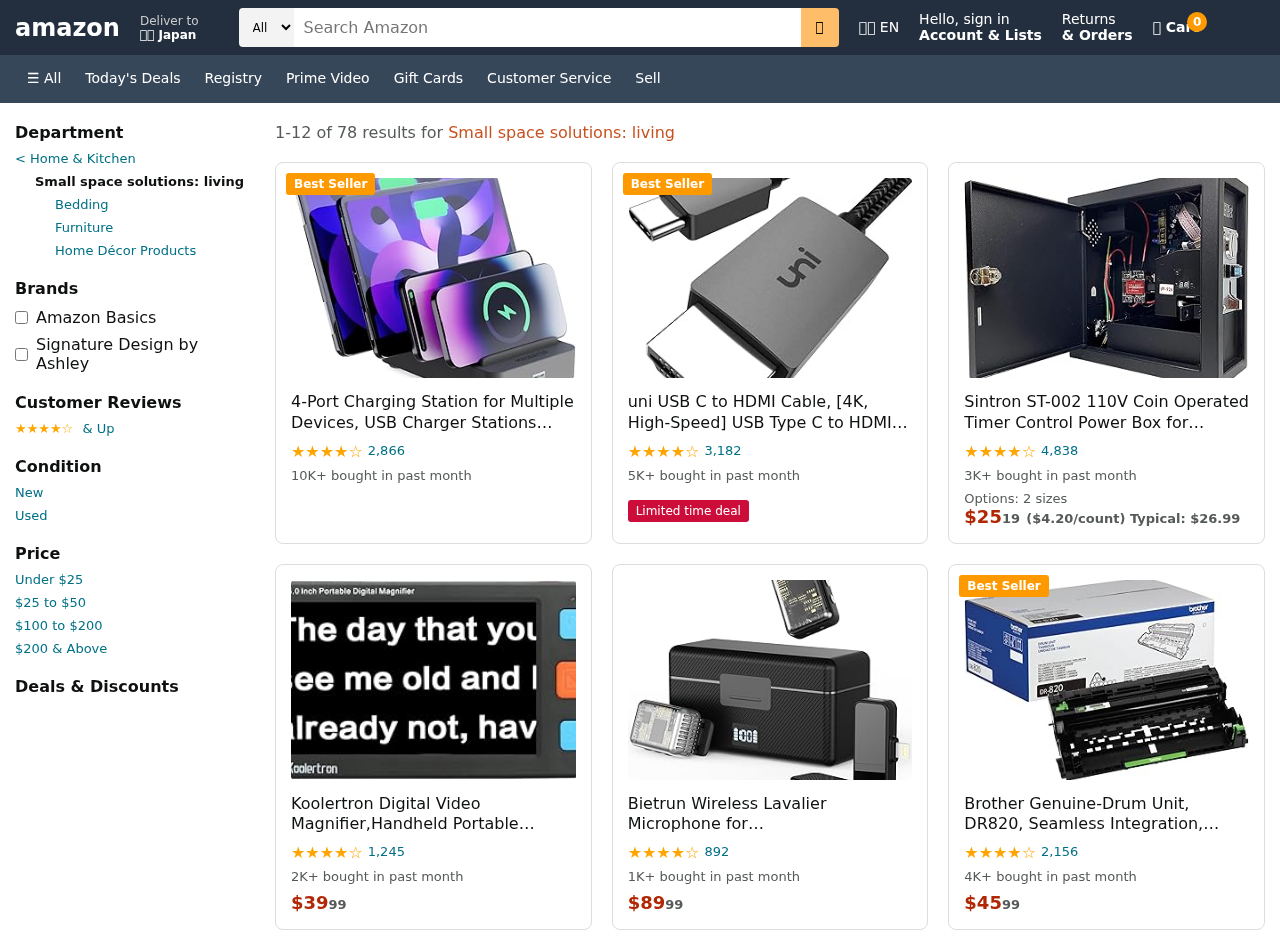 amazon
Deliver to
Japan
All
Search Amazon
EN
Hello, sign in
Account & Lists
Returns
& Orders
0
☰ All
Today's Deals
Registry
Prime Video
Gift Cards
Customer Service
Sell
Department
< Home & Kitchen
Small space solutions: living
Bedding
Furniture
Home Décor Products
Brands
Amazon Basics
Signature Design by
Ashley
Customer Reviews
★★★★☆ & Up
Condition
New
Used
Price
Under $25
$25 to $50
$100 to $200
$200 & Above
Deals & Discounts
1-12 of 78 results for Small space solutions: living
Best Seller
4-Port Charging Station for Multiple
Devices, USB Charger Stations…
★★★★☆ 2,866
10K+ bought in past month
Best Seller
uni
uni USB C to HDMI Cable, [4K,
High-Speed] USB Type C to HDMI…
★★★★☆ 3,182
5K+ bought in past month
Limited time deal
Sintron ST-002 110V Coin Operated
Timer Control Power Box for…
★★★★☆ 4,838
3K+ bought in past month
Options: 2 sizes
$25 19 ($4.20/count) Typical: $26.99
.0 Inch Portable Digital Magnifier
The day that you
see me old and I
already not, hav
Koolertron
Koolertron Digital Video
Magnifier,Handheld Portable…
★★★★☆ 1,245
2K+ bought in past month
$39 99
100
Bietrun Wireless Lavalier
Microphone for…
★★★★☆ 892
1K+ bought in past month
$89 99
Best Seller
brother
DR-820
Brother Genuine-Drum Unit,
DR820, Seamless Integration,…
★★★★☆ 2,156
4K+ bought in past month
$45 99